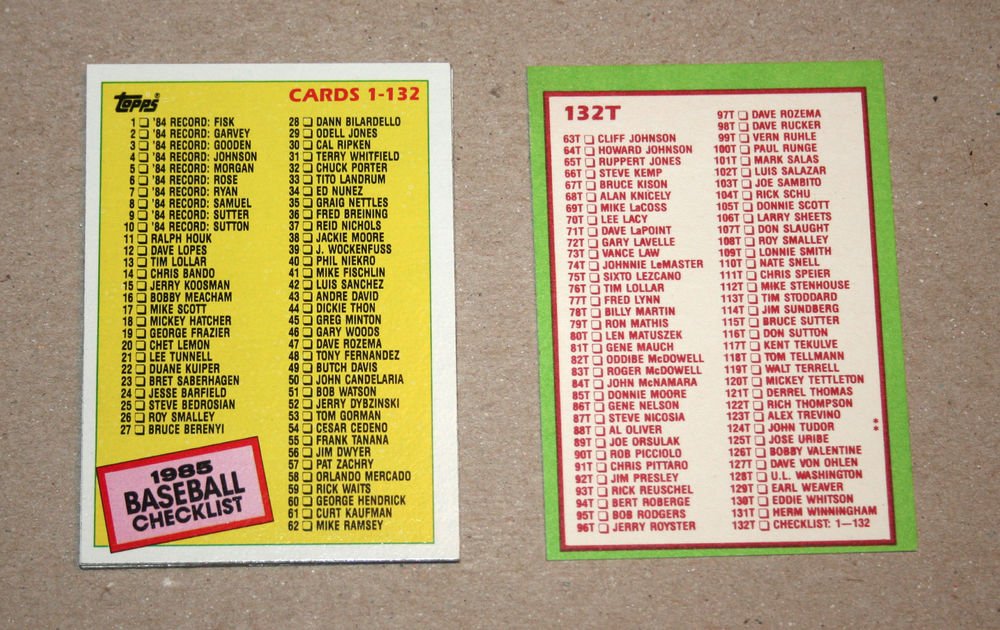 Topps®
CARDS 1-132
1 '84 RECORD: FISK
2 '84 RECORD: GARVEY
3 '84 RECORD: GOODEN
4 '84 RECORD: JOHNSON
5 '84 RECORD: MORGAN
6 '84 RECORD: ROSE
7 '84 RECORD: RYAN
8 '84 RECORD: SAMUEL
9 '84 RECORD: SUTTER
10 '84 RECORD: SUTTON
11 RALPH HOUK
12 DAVE LOPES
13 TIM LOLLAR
14 CHRIS BANDO
15 JERRY KOOSMAN
16 BOBBY MEACHAM
17 MIKE SCOTT
18 MICKEY HATCHER
19 GEORGE FRAZIER
20 CHET LEMON
21 LEE TUNNELL
22 DUANE KUIPER
23 BRET SABERHAGEN
24 JESSE BARFIELD
25 STEVE BEDROSIAN
26 ROY SMALLEY
27 BRUCE BERENYI
28 DANN BILARDELLO
29 ODELL JONES
30 CAL RIPKEN
31 TERRY WHITFIELD
32 CHUCK PORTER
33 TITO LANDRUM
34 ED NUNEZ
35 GRAIG NETTLES
36 FRED BREINING
37 REID NICHOLS
38 JACKIE MOORE
39 J. WOCKENFUSS
40 PHIL NIEKRO
41 MIKE FISCHLIN
42 LUIS SANCHEZ
43 ANDRE DAVID
44 DICKIE THON
45 GREG MINTON
46 GARY WOODS
47 DAVE ROZEMA
48 TONY FERNANDEZ
49 BUTCH DAVIS
50 JOHN CANDELARIA
51 BOB WATSON
52 JERRY DYBZINSKI
53 TOM GORMAN
54 CESAR CEDENO
55 FRANK TANANA
56 JIM DWYER
57 PAT ZACHRY
58 ORLANDO MERCADO
59 RICK WAITS
60 GEORGE HENDRICK
61 CURT KAUFMAN
62 MIKE RAMSEY
1985
BASEBALL
CHECKLIST
132T
63T CLIFF JOHNSON
64T HOWARD JOHNSON
65T RUPPERT JONES
66T STEVE KEMP
67T BRUCE KISON
68T ALAN KNICELY
69T MIKE LaCOSS
70T LEE LACY
71T DAVE LaPOINT
72T GARY LAVELLE
73T VANCE LAW
74T JOHNNIE LeMASTER
75T SIXTO LEZCANO
76T TIM LOLLAR
77T FRED LYNN
78T BILLY MARTIN
79T RON MATHIS
80T LEN MATUSZEK
81T GENE MAUCH
82T ODDIBE McDOWELL
83T ROGER McDOWELL
84T JOHN McNAMARA
85T DONNIE MOORE
86T GENE NELSON
87T STEVE NICOSIA
88T AL OLIVER
89T JOE ORSULAK
90T ROB PICCIOLO
91T CHRIS PITTARO
92T JIM PRESLEY
93T RICK REUSCHEL
94T BERT ROBERGE
95T BOB RODGERS
96T JERRY ROYSTER
97T DAVE ROZEMA
98T DAVE RUCKER
99T VERN RUHLE
100T PAUL RUNGE
101T MARK SALAS
102T LUIS SALAZAR
103T JOE SAMBITO
104T RICK SCHU
105T DONNIE SCOTT
106T LARRY SHEETS
107T DON SLAUGHT
108T ROY SMALLEY
109T LONNIE SMITH
110T NATE SNELL
111T CHRIS SPEIER
112T MIKE STENHOUSE
113T TIM STODDARD
114T JIM SUNDBERG
115T BRUCE SUTTER
116T DON SUTTON
117T KENT TEKULVE
118T TOM TELLMANN
119T WALT TERRELL
120T MICKEY TETTLETON
121T DERREL THOMAS
122T RICH THOMPSON
123T ALEX TREVINO
124T JOHN TUDOR
125T JOSE URIBE
126T BOBBY VALENTINE
127T DAVE VON OHLEN
128T U.L. WASHINGTON
129T EARL WEAVER
130T EDDIE WHITSON
131T HERM WINNINGHAM
132T CHECKLIST: 1—132
**